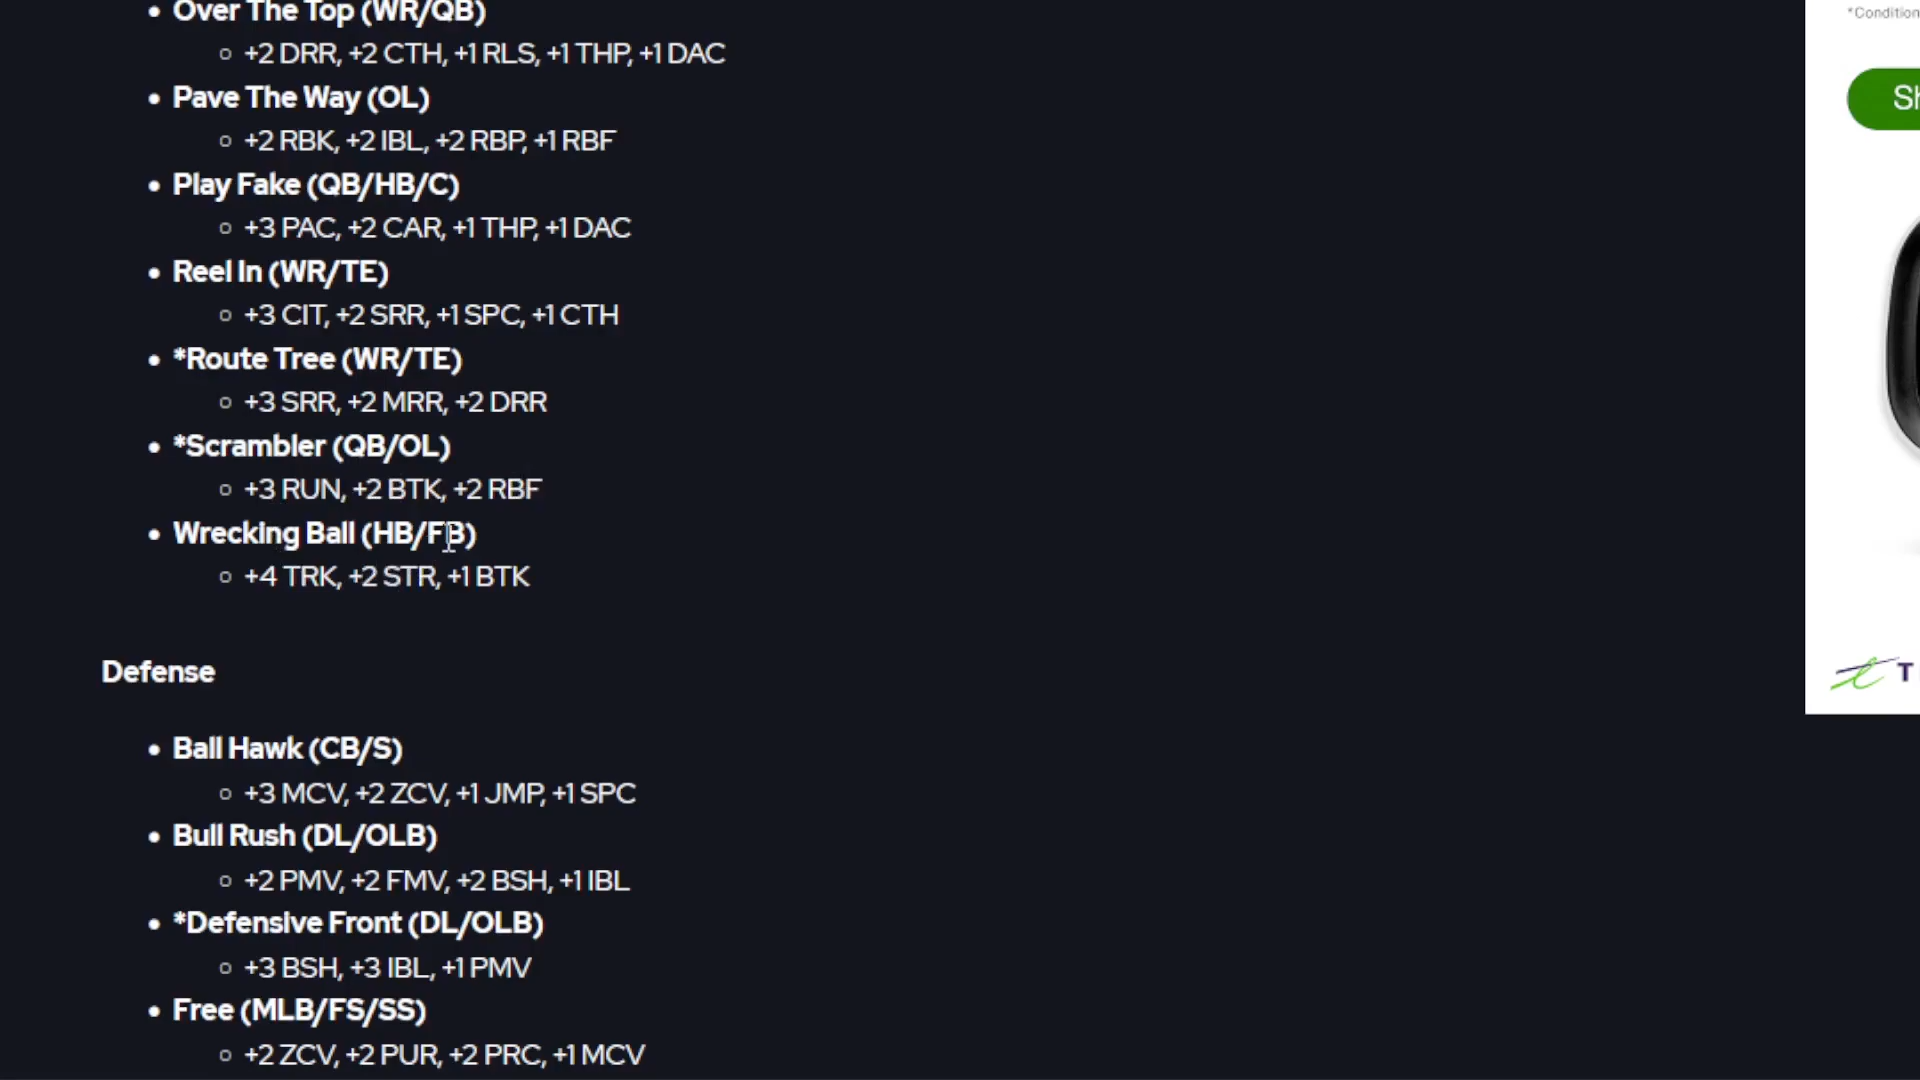 *Condition
Over The Top (WR/QB)
+2 DRR, +2 CTH, +1 RLS, +1 THP, +1 DAC
Pave The Way (OL)
+2 RBK, +2 IBL, +2 RBP, +1 RBF
Play Fake (QB/HB/C)
+3 PAC, +2 CAR, +1 THP, +1 DAC
Reel In (WR/TE)
+3 CIT, +2 SRR, +1 SPC, +1 CTH
*Route Tree (WR/TE)
+3 SRR, +2 MRR, +2 DRR
*Scrambler (QB/OL)
+3 RUN, +2 BTK, +2 RBF
Wrecking Ball (HB/FB)
+4 TRK, +2 STR, +1 BTK
Defense
Ball Hawk (CB/S)
+3 MCV, +2 ZCV, +1 JMP, +1 SPC
Bull Rush (DL/OLB)
+2 PMV, +2 FMV, +2 BSH, +1 IBL
*Defensive Front (DL/OLB)
+3 BSH, +3 IBL, +1 PMV
Free (MLB/FS/SS)
+2 ZCV, +2 PUR, +2 PRC, +1 MCV
Sh
T